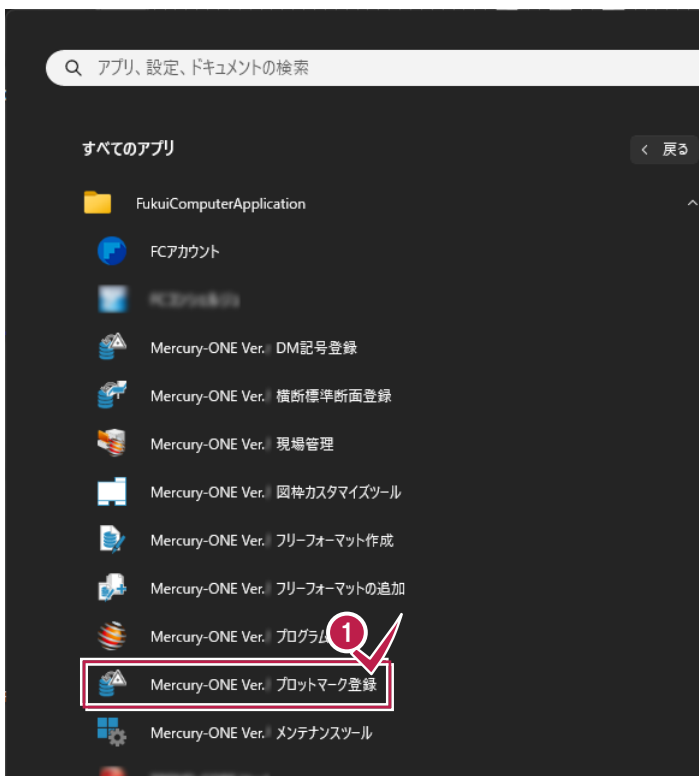 アプリ、設定、ドキュメントの検索
すべてのアプリ
戻る
FukuiComputerApplication
FCアカウント
Mercury-ONE Ver. DM記号登録
Mercury-ONE Ver. 横断標準断面登録
Mercury-ONE Ver. 現場管理
Mercury-ONE Ver. 図枠カスタマイズツール
Mercury-ONE Ver. フリーフォーマット作成
Mercury-ONE Ver. フリーフォーマットの追加
Mercury-ONE Ver. プログラム
1
Mercury-ONE Ver. プロットマーク登録
Mercury-ONE Ver. メンテナンスツール